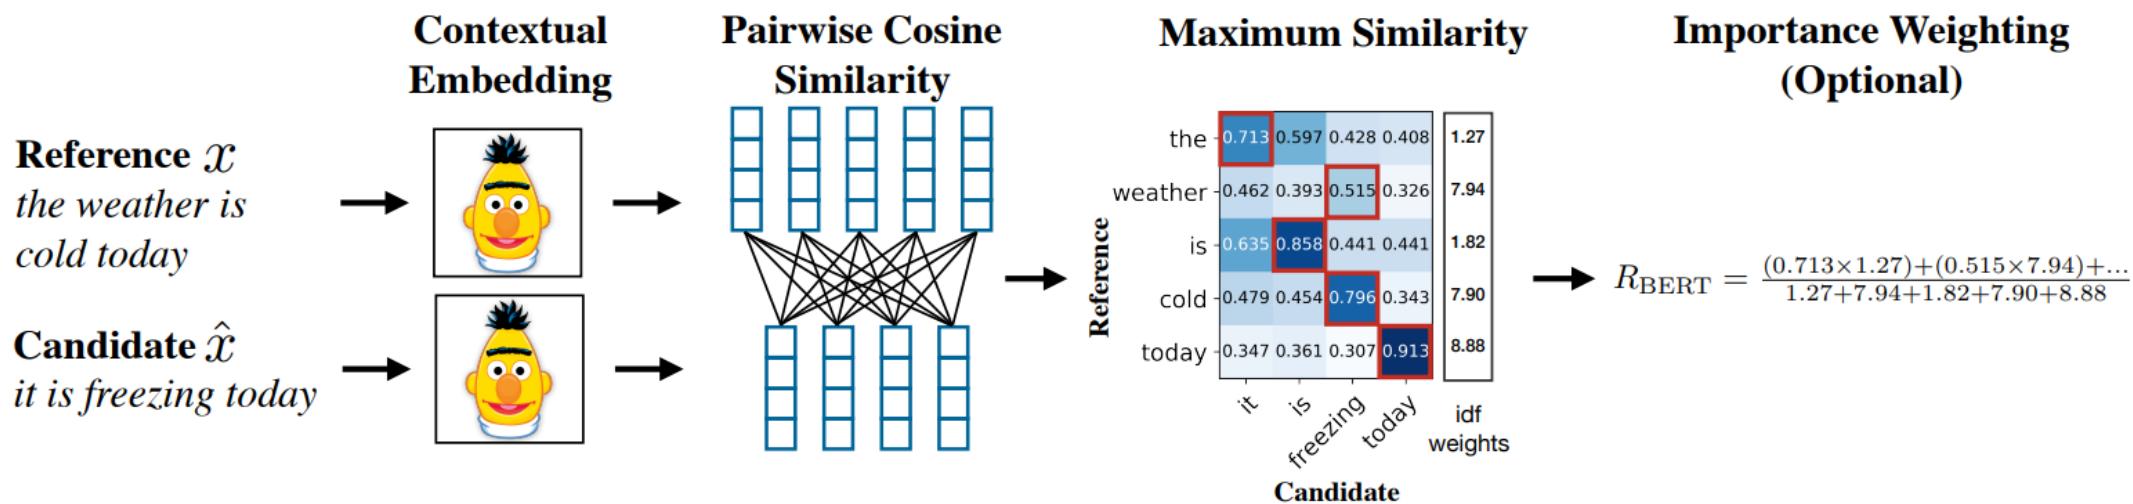 Contextual
Embedding
Pairwise Cosine
Similarity
Maximum Similarity
Importance Weighting
(Optional)
Reference x
the weather is
cold today
Candidate x̂
it is freezing today
Reference
the 0.713 0.597 0.428 0.408 1.27
weather 0.462 0.393 0.515 0.326 7.94
is 0.635 0.858 0.441 0.441 1.82
cold 0.479 0.454 0.796 0.343 7.90
today 0.347 0.361 0.307 0.913 8.88
it is freezing today
idf
weights
Candidate
R_BERT = (0.713×1.27)+(0.515×7.94)+... / 1.27+7.94+1.82+7.90+8.88